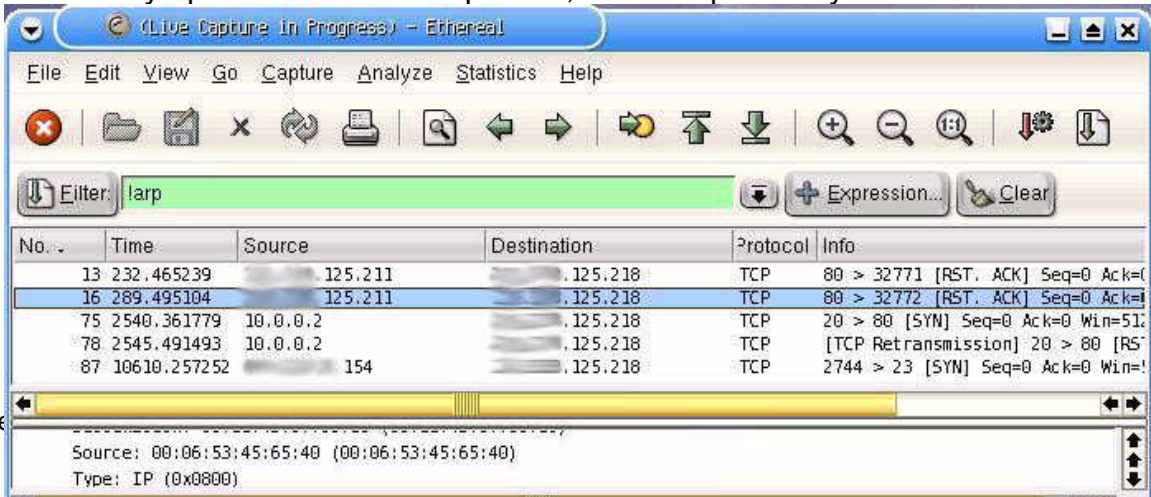 (Live Capture in Progress) - Ethereal
File Edit View Go Capture Analyze Statistics Help
Filter: !arp Expression... Clear
No. . Time Source Destination Protocol Info
13 232.465239 .125.211 .125.218 TCP 80 > 32771 [RST, ACK] Seq=0 Ack=
16 289.495104 125.211 .125.218 TCP 80 > 32772 [RST, ACK] Seq=0 Ack=
75 2540.361779 10.0.0.2 .125.218 TCP 20 > 80 [SYN] Seq=0 Ack=0 Win=512
78 2545.491493 10.0.0.2 .125.218 TCP [TCP Retransmission] 20 > 80 [RS
87 10610.257252 154 .125.218 TCP 2744 > 23 [SYN] Seq=0 Ack=0 Win=
Source: 00:06:53:45:65:40 (00:06:53:45:65:40)
Type: IP (0x0800)